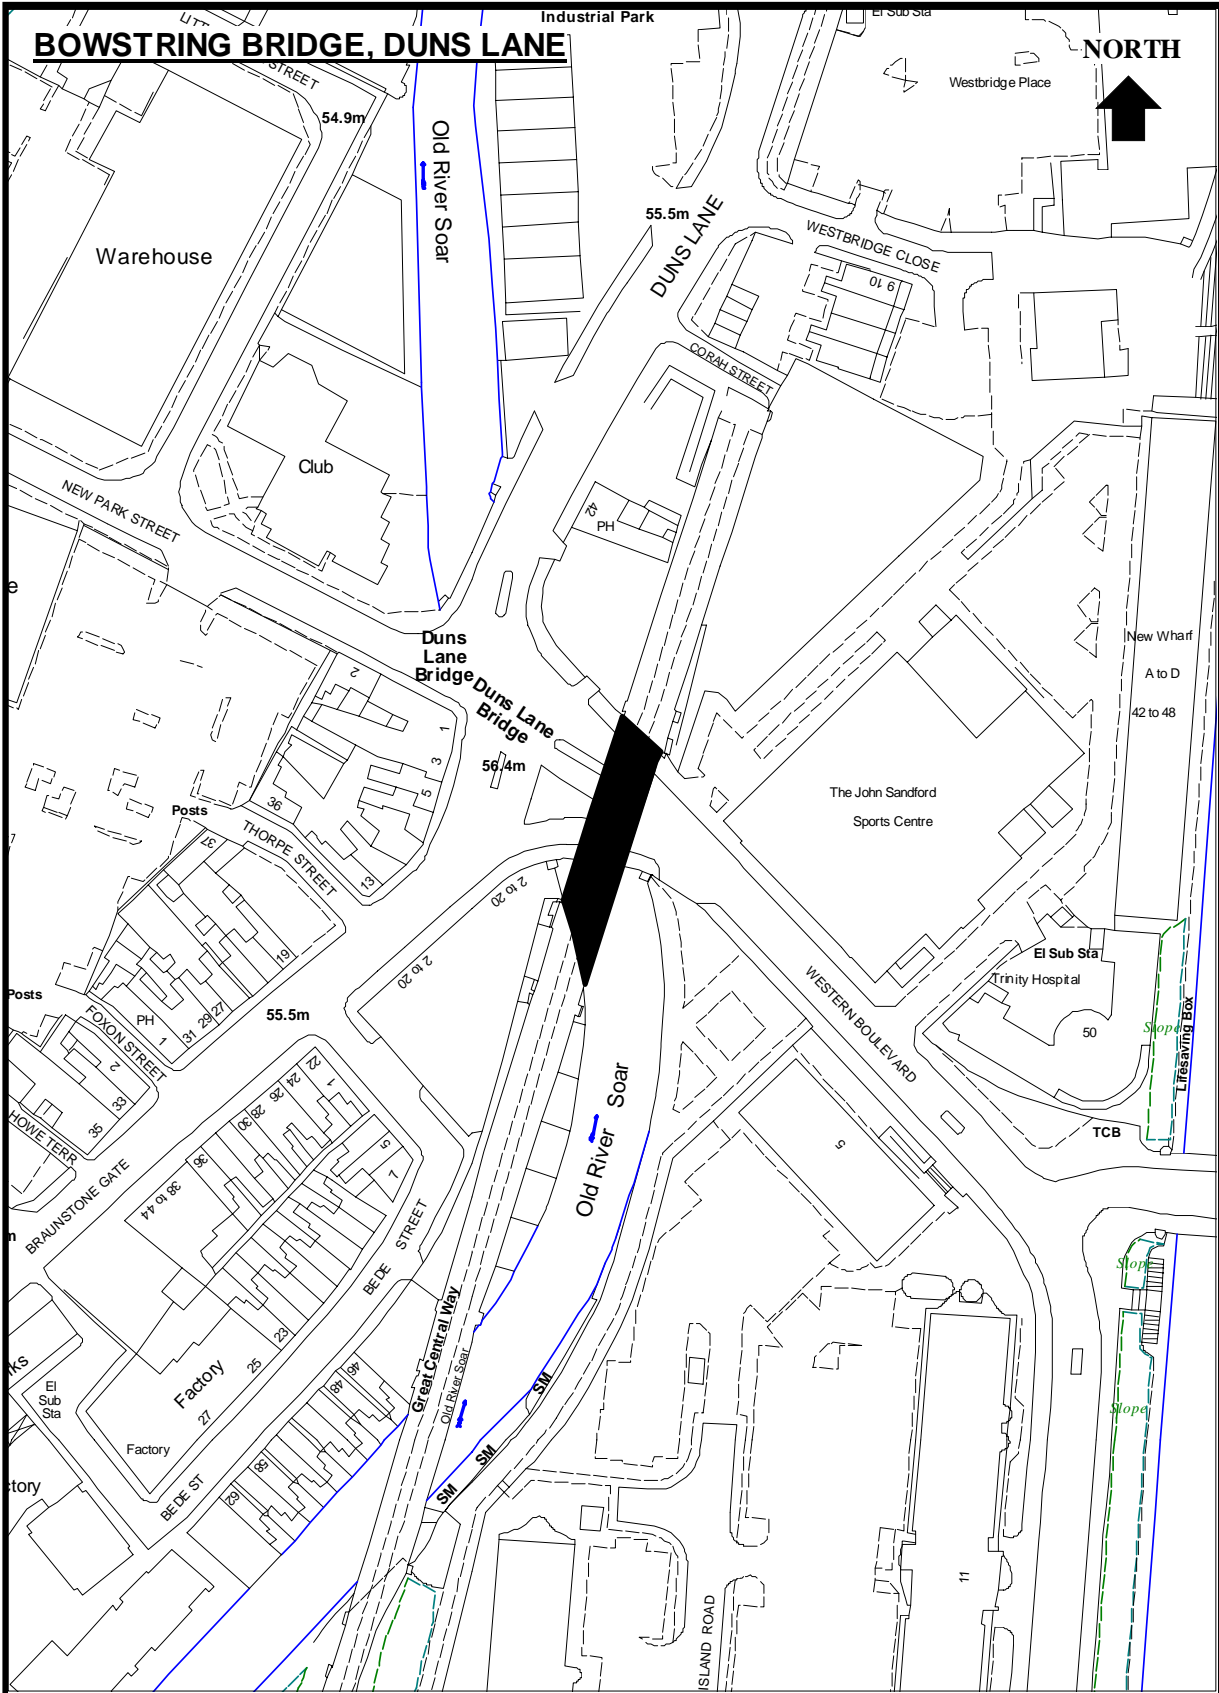 Industrial Park
El Sub Sta
BOWSTRING BRIDGE, DUNS LANE
NORTH
STREET
Westbridge Place
54.9m
Old River Soar
55.5m
DUNS LANE
WESTBRIDGE CLOSE
Warehouse
9 10
CORAH STREET
Club
NEW PARK STREET
42
PH
e
Duns
Lane
Bridge
Duns Lane
Bridge
New Wharf
A to D
42 to 48
2
1
3
5
56.4m
36
13
Posts
37
THORPE STREET
The John Sandford
Sports Centre
2 to 20
2 to 20
19
El Sub Sta
Trinity Hospital
50
WESTERN BOULEVARD
Slope
Lifesaving Box
Posts
PH
1
31
29
27
55.5m
FOXON STREET
2
33
35
HOWE TERR
22
24
26
28
30
1
5
7
36
38 to 44
BRAUNSTONE GATE
Old River Soar
TCB
5
m
BEDE STREET
Slope
Great Central Way
Old River Soar
23
25
27
Factory
Factory
rks
El
Sub
Sta
46
48
58
62
SM
SM
SM
Slope
ctory
BEDE ST
11
ISLAND ROAD